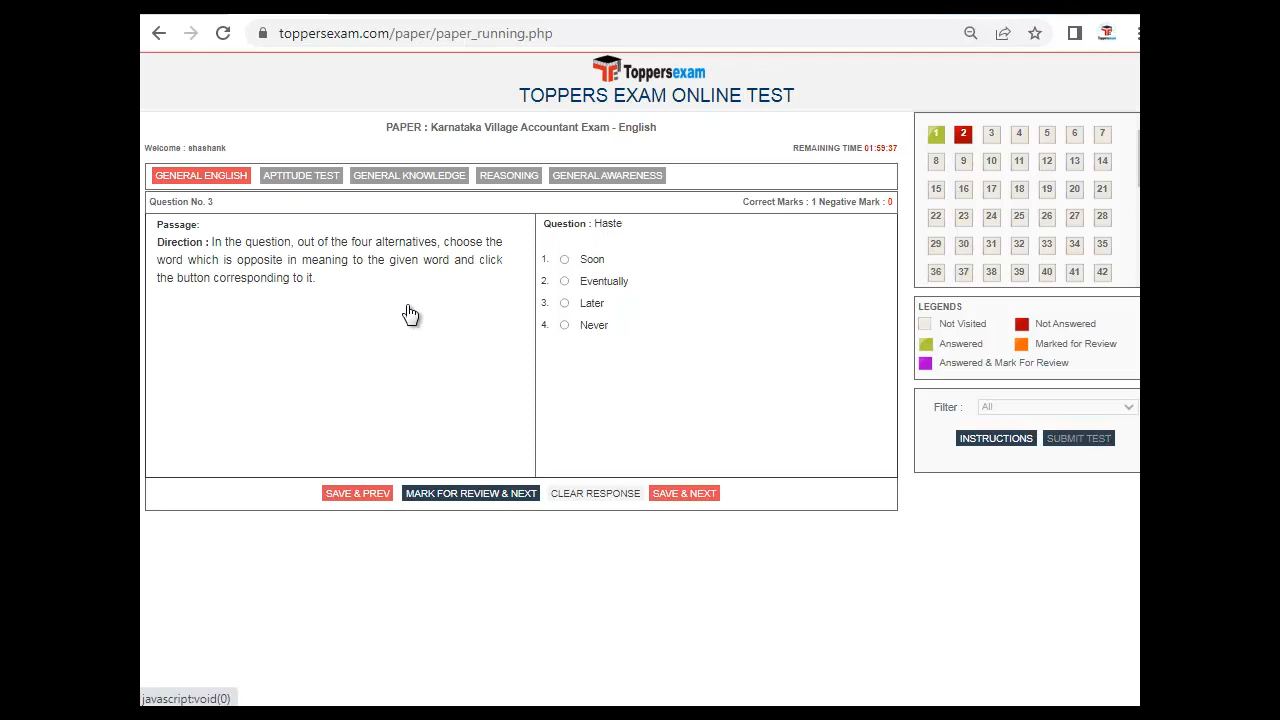 toppersexam.com/paper/paper_running.php
Toppersexam
TOPPERS EXAM ONLINE TEST
PAPER : Karnataka Village Accountant Exam - English
Welcome : shashank
REMAINING TIME 01:59:37
GENERAL ENGLISH APTITUDE TEST GENERAL KNOWLEDGE REASONING GENERAL AWARENESS
Question No. 3
Correct Marks : 1 Negative Mark : 0
Passage:
Direction : In the question, out of the four alternatives, choose the
word which is opposite in meaning to the given word and click
the button corresponding to it.
Question : Haste
1. Soon
2. Eventually
3. Later
4. Never
SAVE & PREV MARK FOR REVIEW & NEXT CLEAR RESPONSE SAVE & NEXT
1 2 3 4 5 6 7
8 9 10 11 12 13 14
15 16 17 18 19 20 21
22 23 24 25 26 27 28
29 30 31 32 33 34 35
36 37 38 39 40 41 42
LEGENDS
Not Visited Not Answered
Answered Marked for Review
Answered & Mark For Review
Filter : All
INSTRUCTIONS SUBMIT TEST
javascript:void(0)